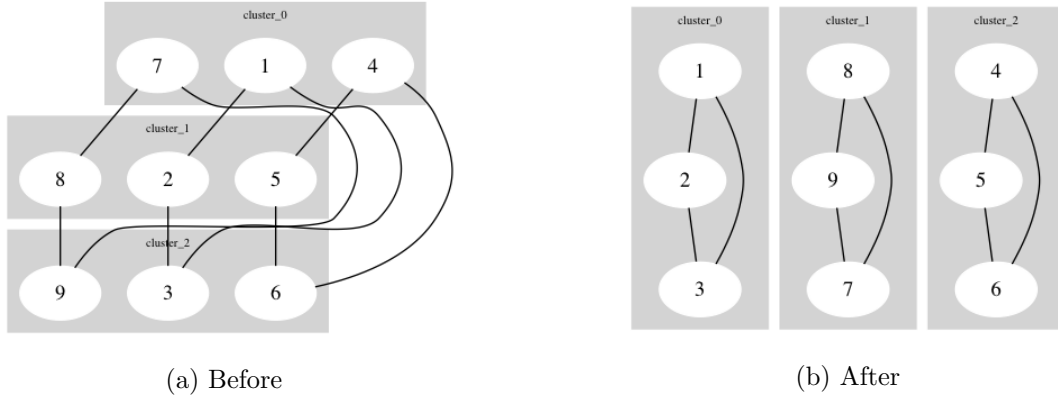 cluster_0
7 1 4
cluster_1
8 2 5
cluster_2
9 3 6
(a) Before
cluster_0 cluster_1 cluster_2
1 8 4
2 9 5
3 7 6
(b) After